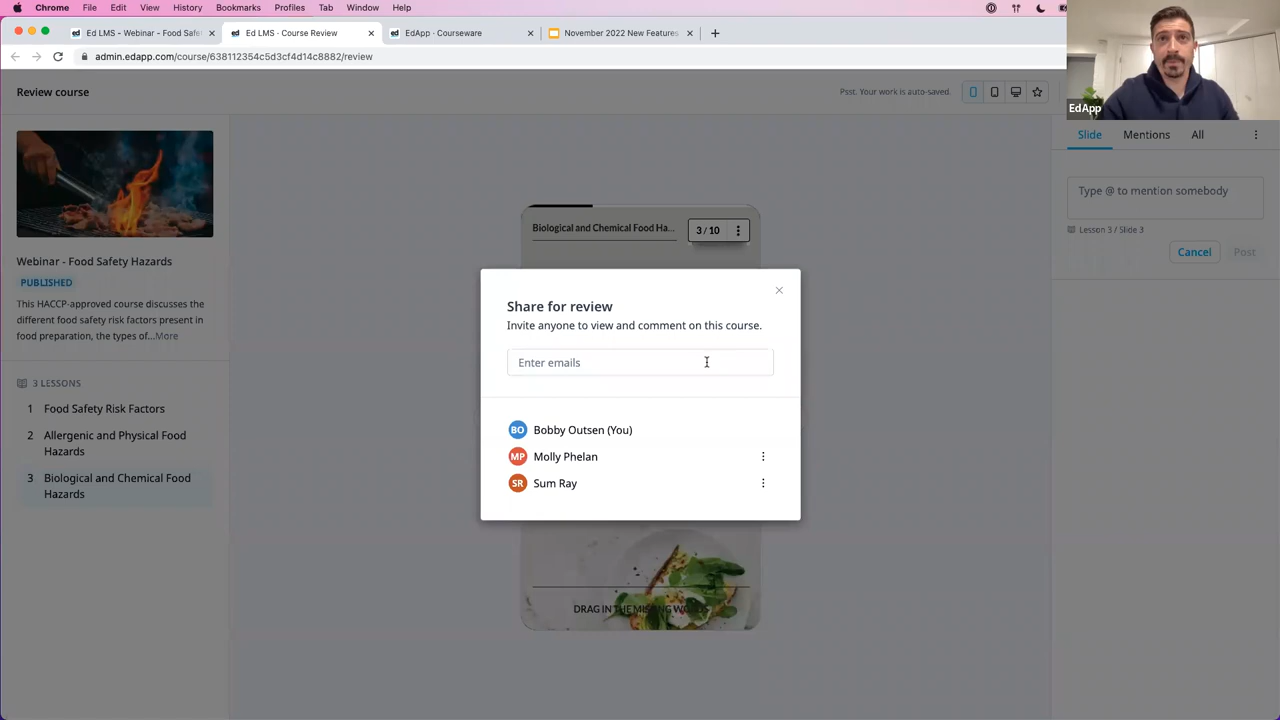 Chrome File Edit View History Bookmarks Profiles Tab Window Help
Ed LMS - Webinar - Food Safe
Ed LMS - Course Review
EdApp - Courseware
November 2022 New Features
admin.edapp.com/course/638112354c5d3cf4d14c8882/review
EdApp
Review course
Psst. Your work is auto-saved.
Slide Mentions All
Type @ to mention somebody
Lesson 3 / Slide 3
Cancel Post
Webinar - Food Safety Hazards
PUBLISHED
This HACCP-approved course discusses the
different food safety risk factors present in
food preparation, the types of...More
3 LESSONS
1 Food Safety Risk Factors
2 Allergenic and Physical Food
Hazards
3 Biological and Chemical Food
Hazards
Biological and Chemical Food Ha...
3 / 10
Share for review
Invite anyone to view and comment on this course.
Enter emails
BO Bobby Outsen (You)
MP Molly Phelan
SR Sum Ray
DRAG IN THE MISSING WORDS